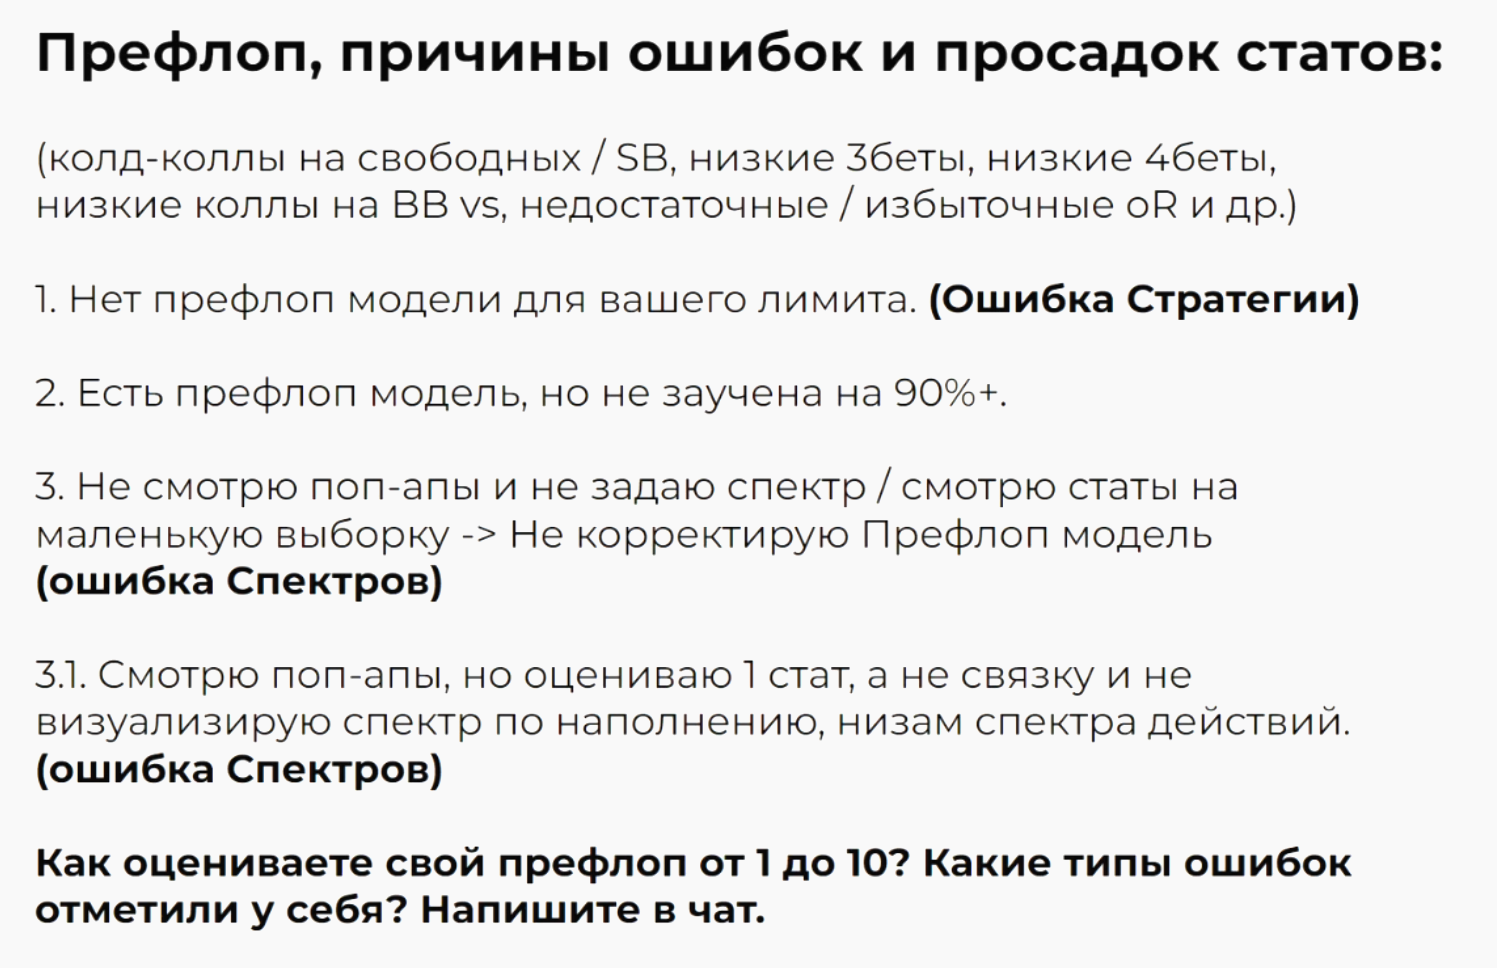 Префлоп, причины ошибок и просадок статов:
(колд-коллы на свободных / SB, низкие 3беты, низкие 4беты,
низкие коллы на BB vs, недостаточные / избыточные oR и др.)
1. Нет префлоп модели для вашего лимита. (Ошибка Стратегии)
2. Есть префлоп модель, но не заучена на 90%+.
3. Не смотрю поп-апы и не задаю спектр / смотрю статы на
маленькую выборку -> Не корректирую Префлоп модель
(ошибка Спектров)
3.1. Смотрю поп-апы, но оцениваю 1 стат, а не связку и не
визуализирую спектр по наполнению, низам спектра действий.
(ошибка Спектров)
Как оцениваете свой префлоп от 1 до 10? Какие типы ошибок
отметили у себя? Напишите в чат.